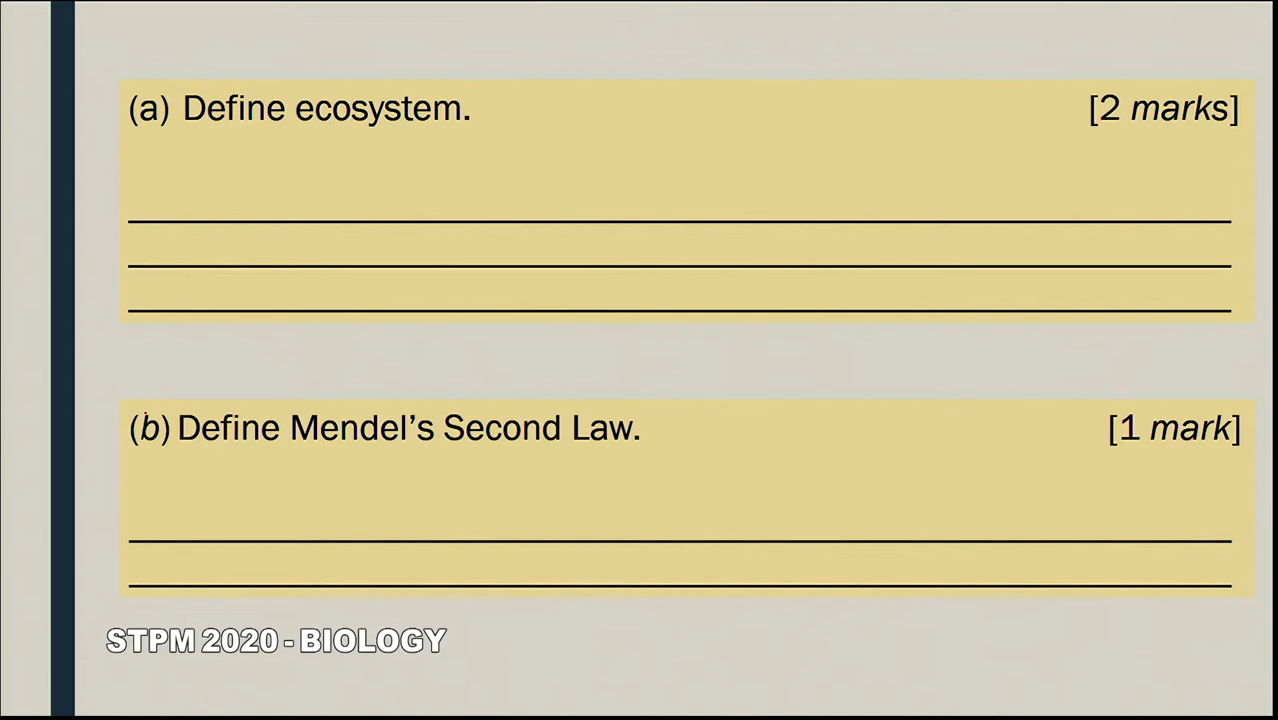 (a) Define ecosystem. [2 marks]
(b) Define Mendel’s Second Law. [1 mark]
STPM 2020 - BIOLOGY